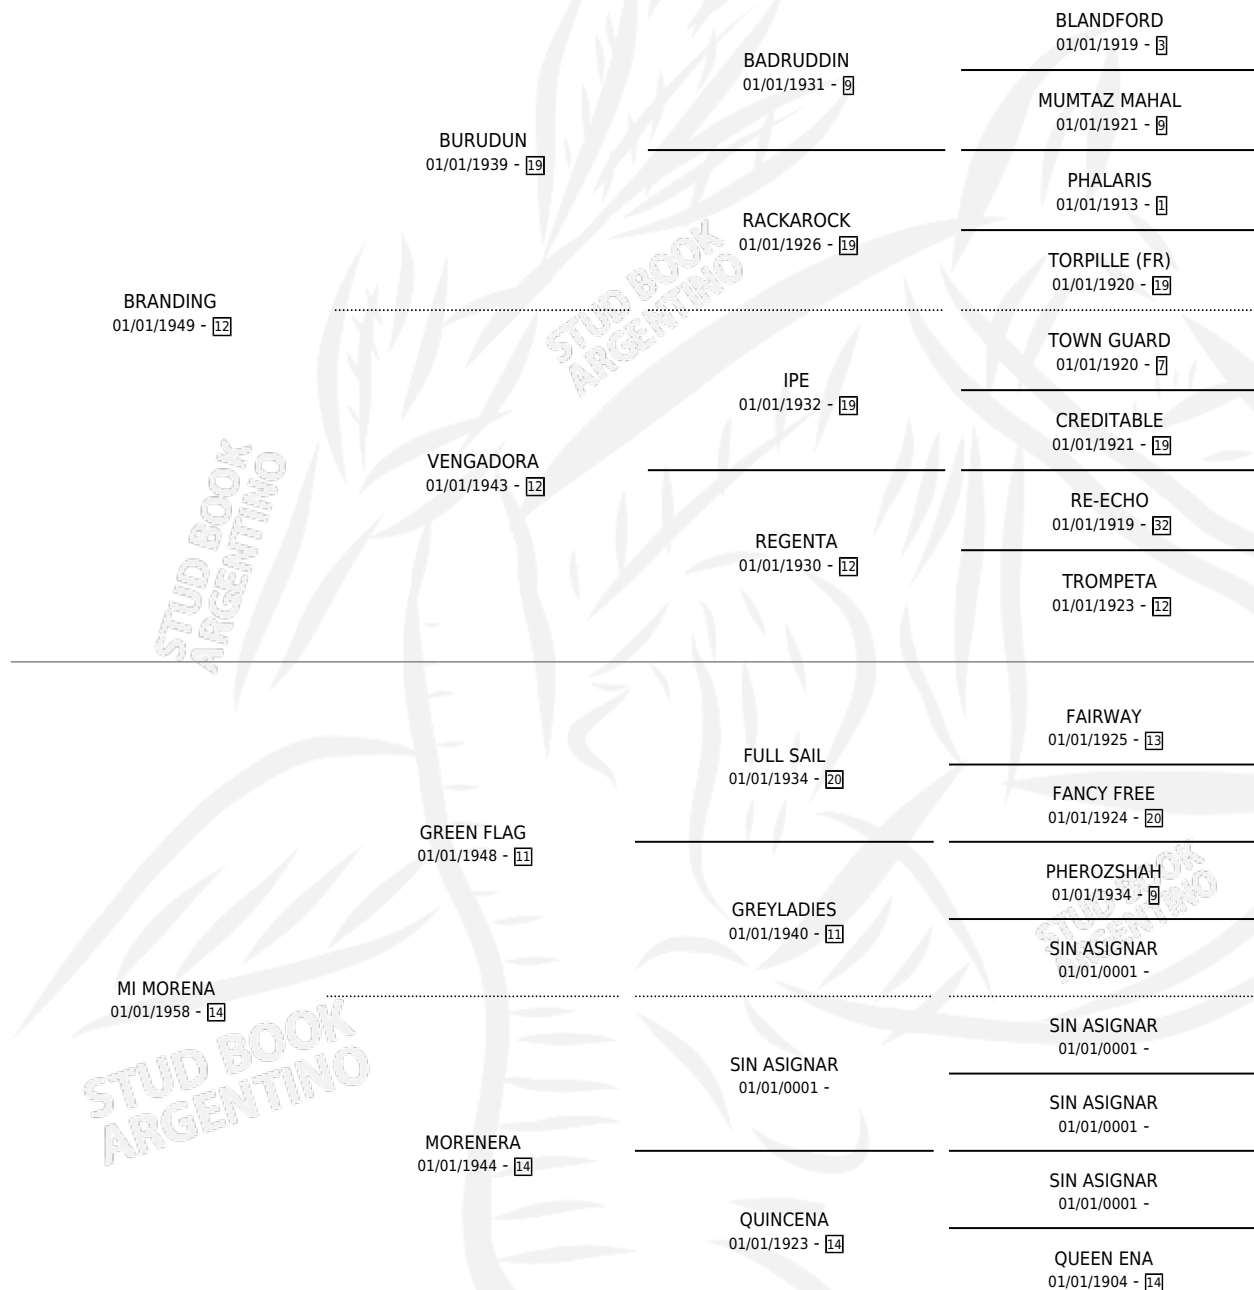 BRANDING
01/01/1949 - 12
BURUDUN
01/01/1939 - 19
VENGADORA
01/01/1943 - 12
BADRUDDIN
01/01/1931 - 9
RACKAROCK
01/01/1926 - 19
IPE
01/01/1932 - 19
REGENTA
01/01/1930 - 12
BLANDFORD
01/01/1919 - 3
MUMTAZ MAHAL
01/01/1921 - 9
PHALARIS
01/01/1913 - 1
TORPILLE (FR)
01/01/1920 - 19
TOWN GUARD
01/01/1920 - 7
CREDITABLE
01/01/1921 - 19
RE-ECHO
01/01/1919 - 32
TROMPETA
01/01/1923 - 12
MI MORENA
01/01/1958 - 14
GREEN FLAG
01/01/1948 - 11
MORENERA
01/01/1944 - 14
FULL SAIL
01/01/1934 - 20
GREYLADIES
01/01/1940 - 11
SIN ASIGNAR
01/01/0001 -
QUINCENA
01/01/1923 - 14
FAIRWAY
01/01/1925 - 13
FANCY FREE
01/01/1924 - 20
PHEROZSHAH
01/01/1934 - 9
SIN ASIGNAR
01/01/0001 -
SIN ASIGNAR
01/01/0001 -
SIN ASIGNAR
01/01/0001 -
SIN ASIGNAR
01/01/0001 -
QUEEN ENA
01/01/1904 - 14
STUD BOOK
ARGENTINO
STUD BOOK
ARGENTINO
STUD BOOK
ARGENTINO
STUD BOOK
ARGENTINO